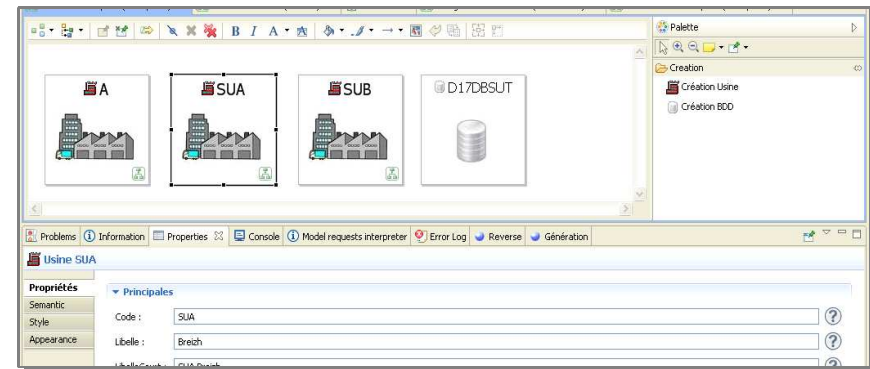 B I A
Palette
Creation
Création Usine
Création BDD
A
SUA
SUB
D17DBSUT
Problems Information Properties Console Model requests interpreter Error Log Reverse Génération
Usine SUA
Propriétés
Semantic
Style
Appearance
Principales
Code : SUA
Libelle : Breizh